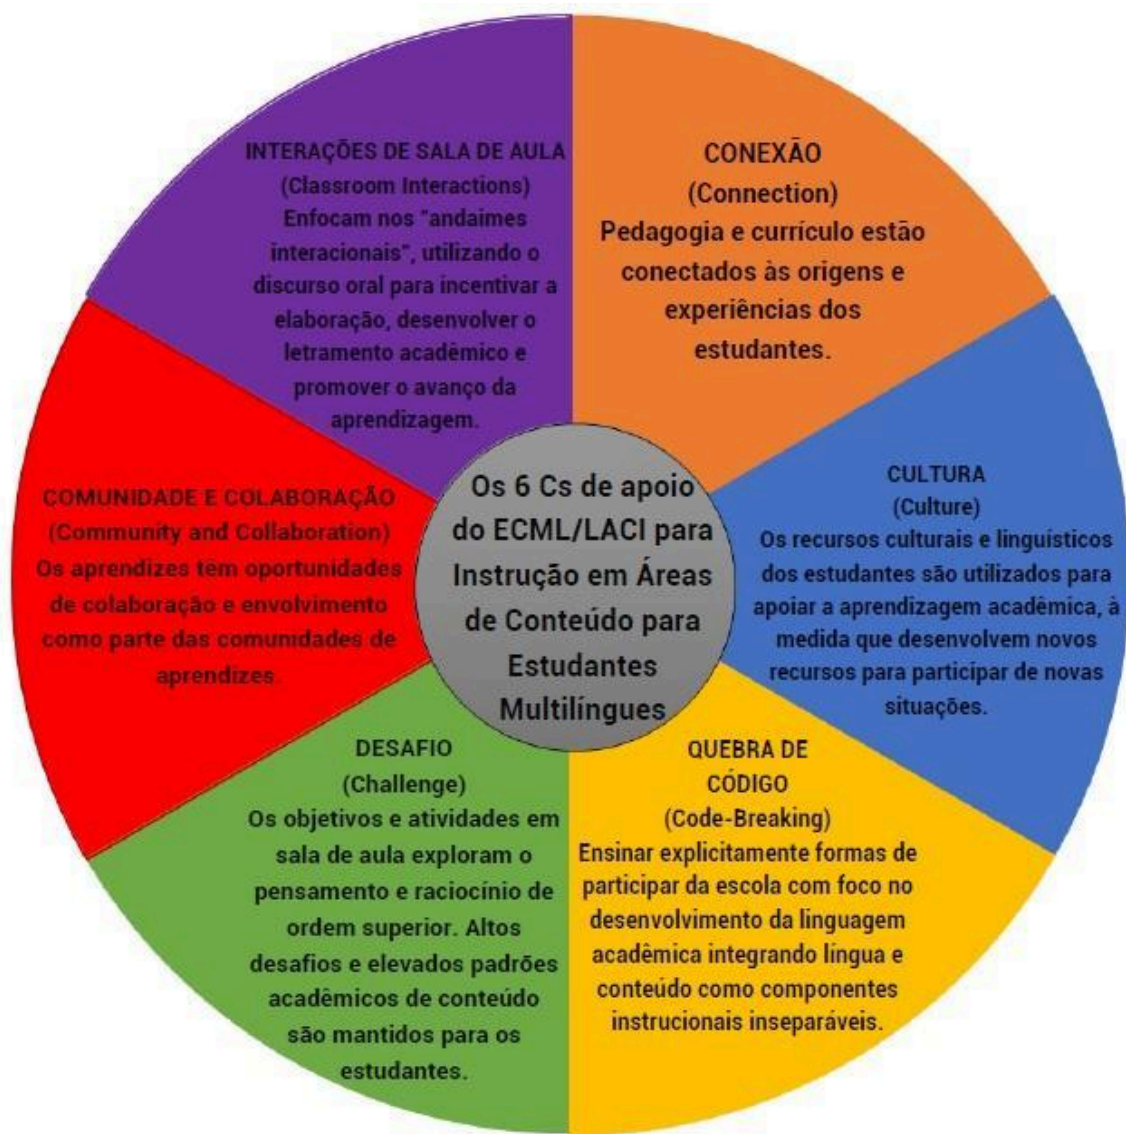 INTERAÇÕES DE SALA DE AULA
(Classroom Interactions)
Enfocam nos "andaimes
interacionais", utilizando o
discurso oral para incentivar a
elaboração, desenvolver o
letramento acadêmico e
promover o avanço da
aprendizagem.
CONEXÃO
(Connection)
Pedagogia e currículo estão
conectados às origens e
experiências dos
estudantes.
CULTURA
(Culture)
Os recursos culturais e linguísticos
dos estudantes são utilizados para
apoiar a aprendizagem acadêmica, à
medida que desenvolvem novos
recursos para participar de novas
situações.
QUEBRA DE
CÓDIGO
(Code-Breaking)
Ensinar explicitamente formas de
participar da escola com foco no
desenvolvimento da linguagem
acadêmica integrando língua e
conteúdo como componentes
instrucionais inseparáveis.
DESAFIO
(Challenge)
Os objetivos e atividades em
sala de aula exploram o
pensamento e raciocínio de
ordem superior. Altos
desafios e elevados padrões
acadêmicos de conteúdo
são mantidos para os
estudantes.
COMUNIDADE E COLABORAÇÃO
(Community and Collaboration)
Os aprendizes têm oportunidades
de colaboração e envolvimento
como parte das comunidades de
aprendizes.
Os 6 Cs de apoio
do ECML/LACI para
Instrução em Áreas
de Conteúdo para
Estudantes
Multilíngues